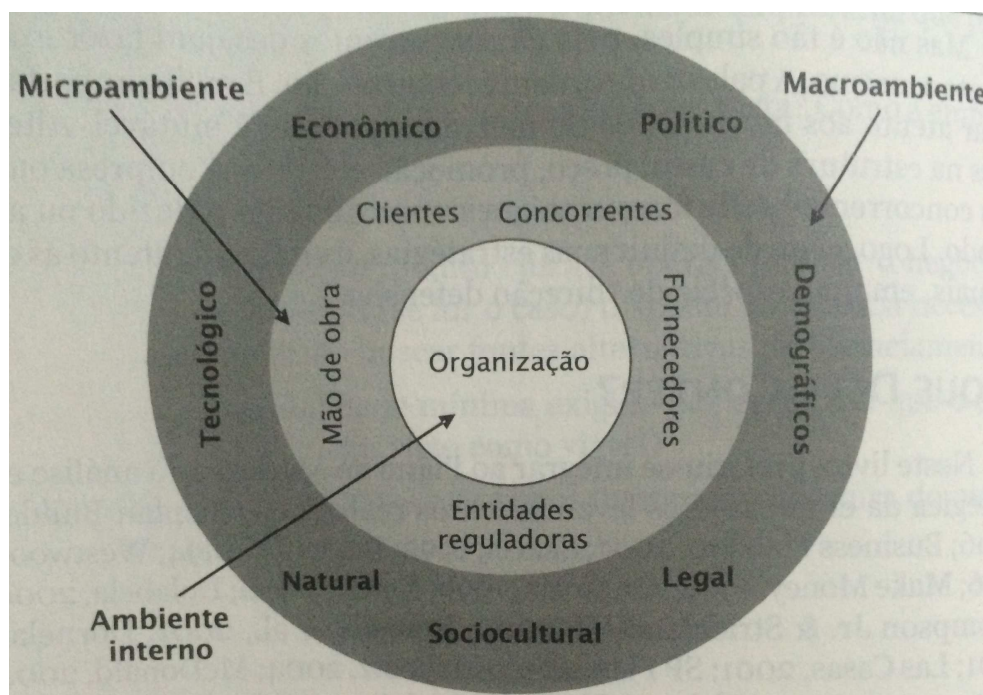 Microambiente
Macroambiente
Econômico
Político
Clientes
Concorrentes
Tecnológico
Mão de obra
Organização
Fornecedores
Demográficos
Entidades
reguladoras
Natural
Legal
Ambiente
interno
Sociocultural